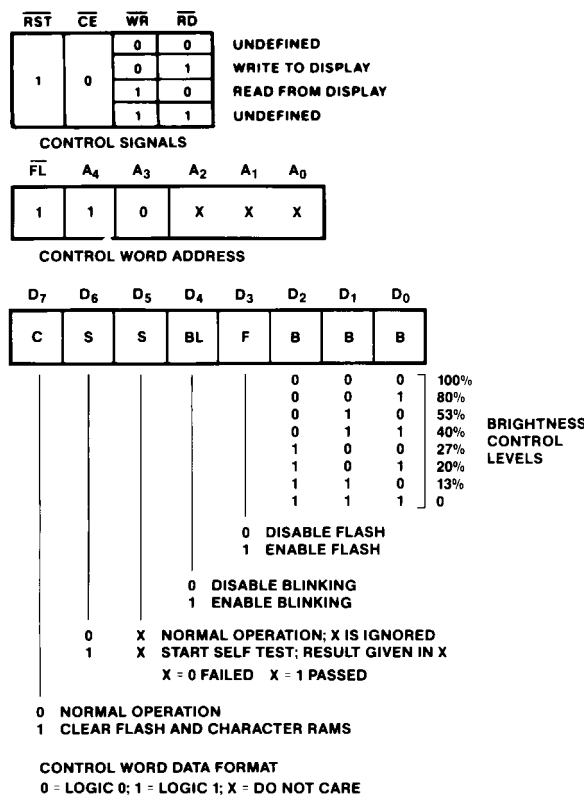 RST CE WR RD
0 0 UNDEFINED
0 1 WRITE TO DISPLAY
1 0
1 0 READ FROM DISPLAY
1 1 UNDEFINED
CONTROL SIGNALS
FL A4 A3 A2 A1 A0
1 1 0 X X X
CONTROL WORD ADDRESS
D7 D6 D5 D4 D3 D2 D1 D0
C S S BL F B B B
0 0 0 100%
0 0 1 80%
0 1 0 53%
0 1 1 40%
1 0 0 27%
1 0 1 20%
1 1 0 13%
1 1 1 0
BRIGHTNESS
CONTROL
LEVELS
0 DISABLE FLASH
1 ENABLE FLASH
0 DISABLE BLINKING
1 ENABLE BLINKING
0 X NORMAL OPERATION; X IS IGNORED
1 X START SELF TEST; RESULT GIVEN IN X
X = 0 FAILED X = 1 PASSED
0 NORMAL OPERATION
1 CLEAR FLASH AND CHARACTER RAMS
CONTROL WORD DATA FORMAT
0 = LOGIC 0; 1 = LOGIC 1; X = DO NOT CARE